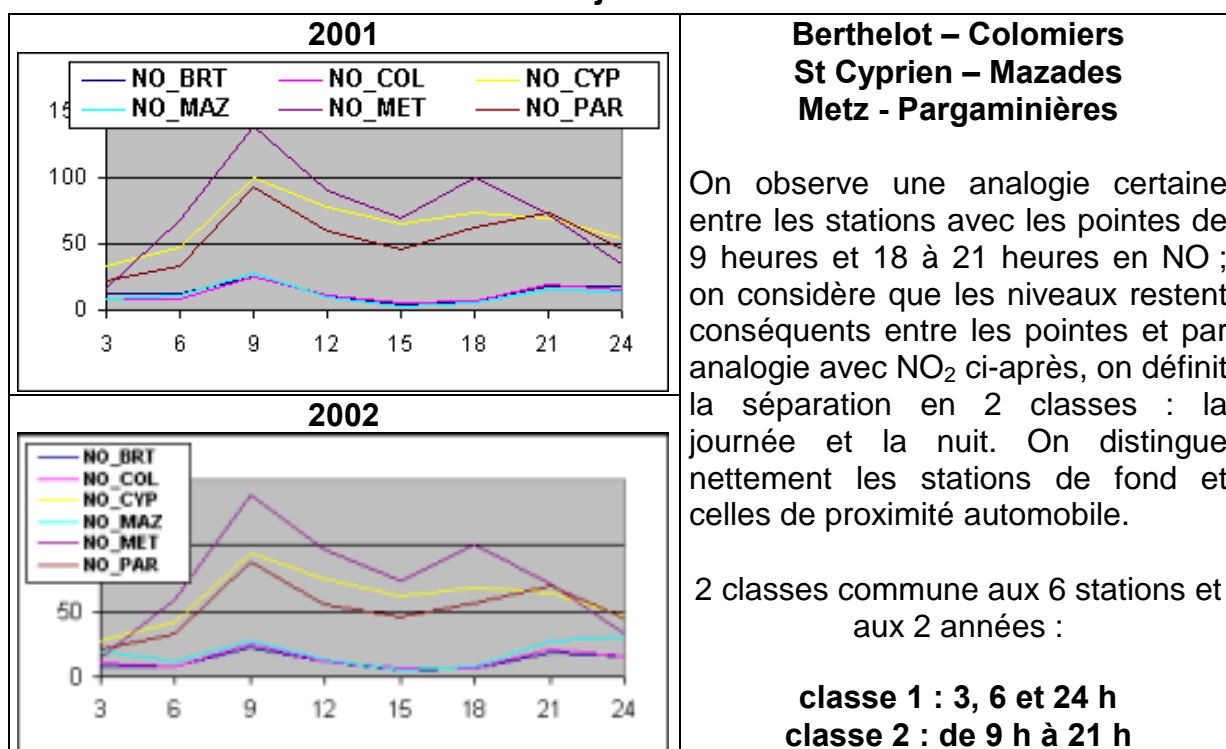 2001
NO_BRT NO_COL NO_CYP
NO_MAZ NO_MET NO_PAR
100
50
0
3 6 9 12 15 18 21 24
2002
NO_BRT
NO_COL
NO_CYP
NO_MAZ
NO_MET
NO_PAR
50
0
3 6 9 12 15 18 21 24
Berthelot – Colomiers
St Cyprien – Mazades
Metz - Pargaminières
On observe une analogie certaine
entre les stations avec les pointes de
9 heures et 18 à 21 heures en NO ;
on considère que les niveaux restent
conséquents entre les pointes et par
analogie avec NO₂ ci-après, on définit
la séparation en 2 classes : la
journée et la nuit. On distingue
nettement les stations de fond et
celles de proximité automobile.
2 classes commune aux 6 stations et
aux 2 années :
classe 1 : 3, 6 et 24 h
classe 2 : de 9 h à 21 h